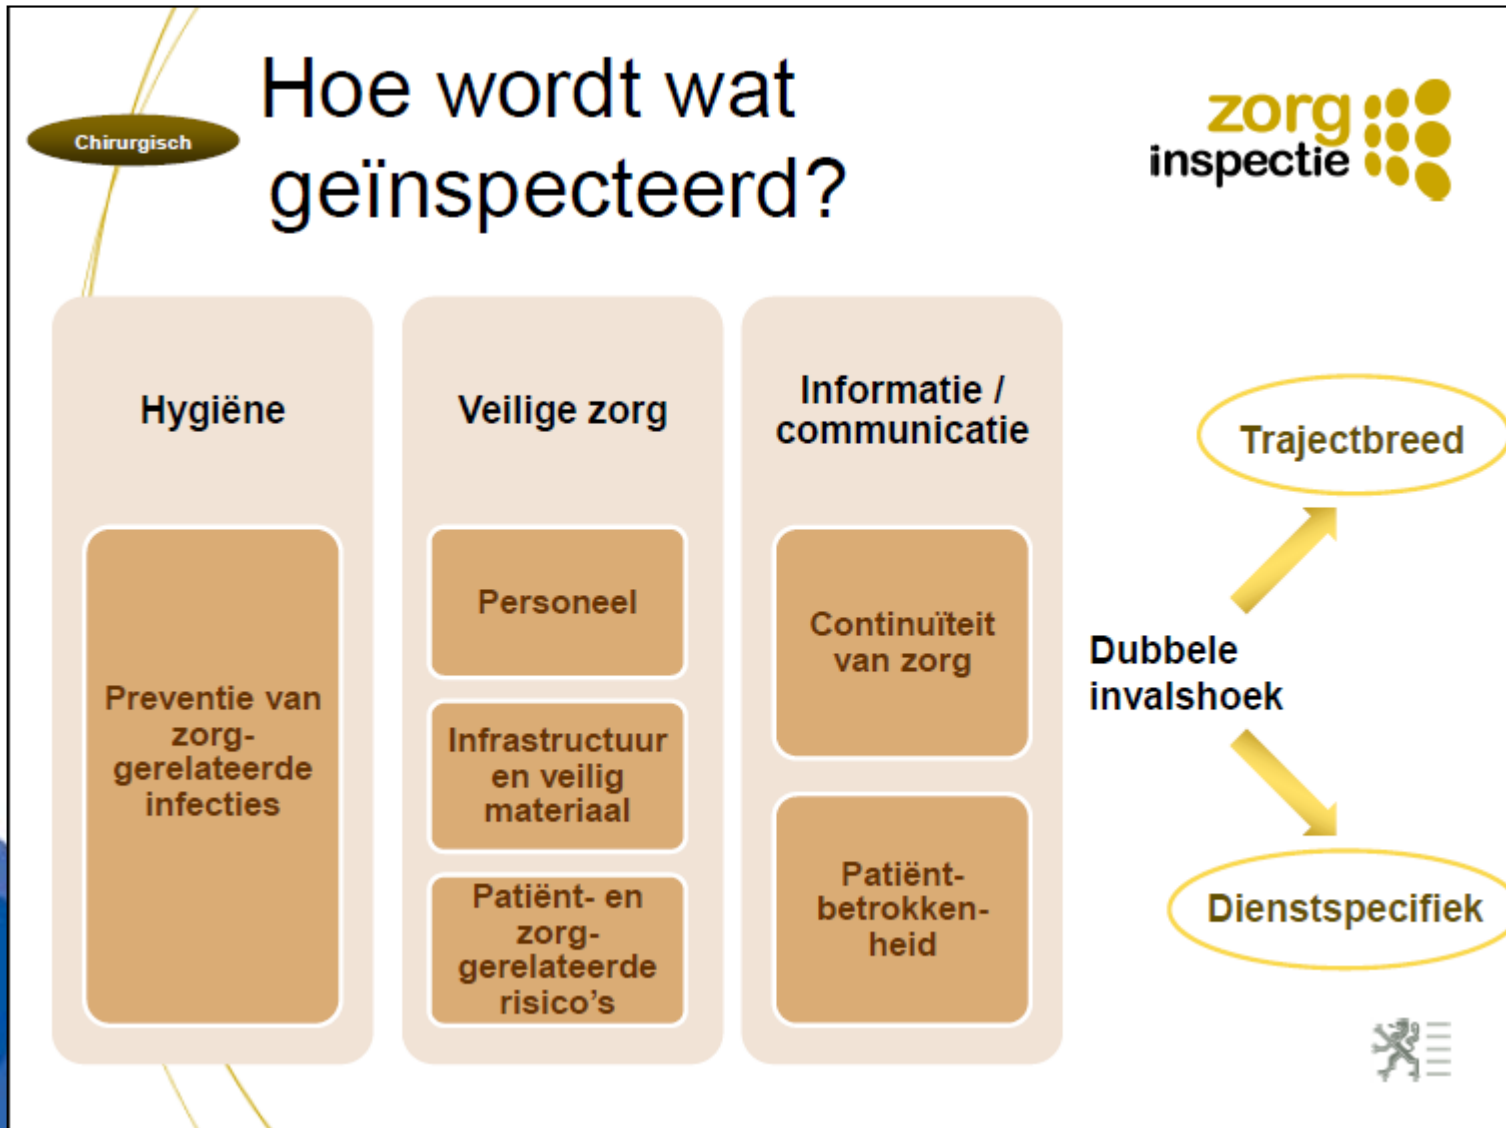 Hoe wordt wat
geïnspecteerd?
Chirurgisch
zorg
inspectie
Hygiëne
Preventie van
zorg-
gerelateerde
infecties
Veilige zorg
Personeel
Infrastructuur
en veilig
materiaal
Patiënt- en
zorg-
gerelateerde
risico's
Informatie /
communicatie
Continuïteit
van zorg
Patiënt-
betrokken-
heid
Dubbele
invalshoek
Trajectbreed
Dienstspecifiek